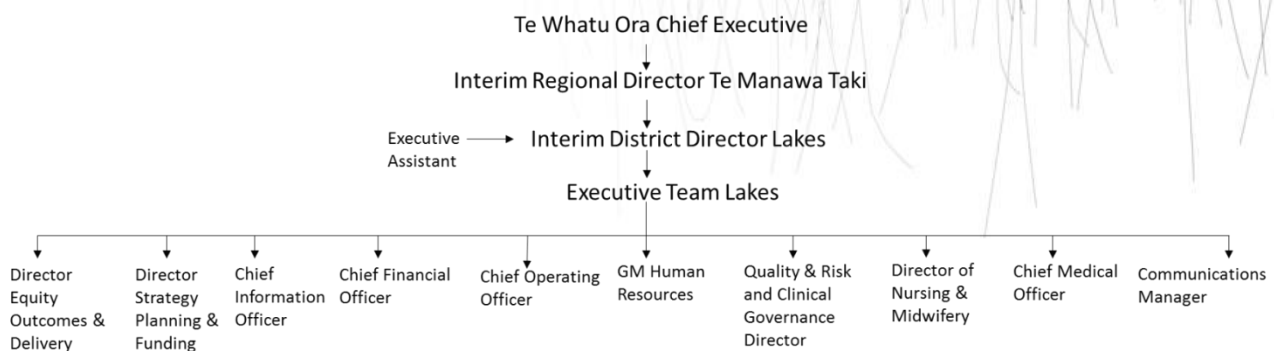 Te Whatu Ora Chief Executive
Interim Regional Director Te Manawa Taki
Executive
Assistant
Interim District Director Lakes
Executive Team Lakes
Director
Equity
Outcomes &
Delivery
Director
Strategy
Planning &
Funding
Chief
Information
Officer
Chief Financial
Officer
Chief Operating
Officer
GM Human
Resources
Quality & Risk
and Clinical
Governance
Director
Director of
Nursing &
Midwifery
Chief Medical
Officer
Communications
Manager